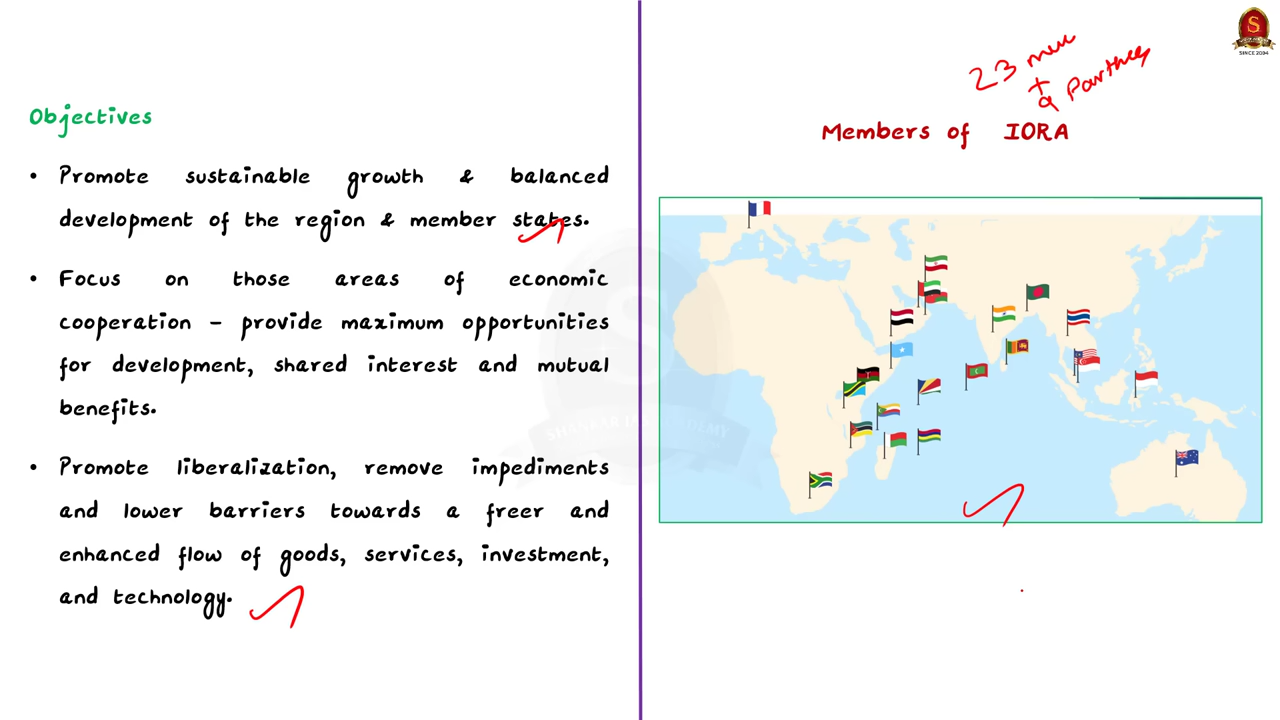 Objectives
• Promote sustainable growth & balanced
development of the region & member states.
• Focus on those areas of economic
cooperation – provide maximum opportunities
for development, shared interest and mutual
benefits.
• Promote liberalization, remove impediments
and lower barriers towards a freer and
enhanced flow of goods, services, investment,
and technology.
23 mem
+
9
Members of IORA
SINCE 2004